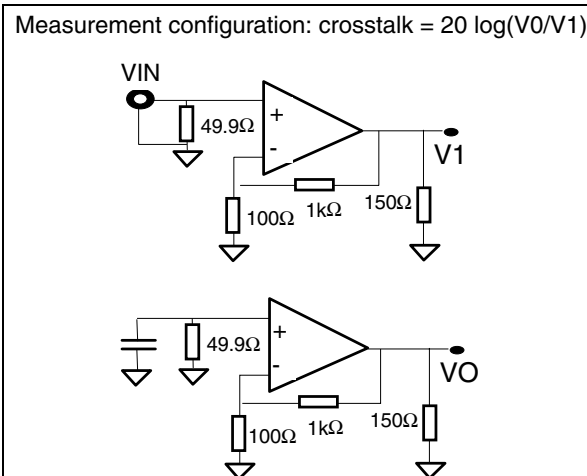 Measurement configuration: crosstalk = 20 log(V0/V1)
VIN
+
49.9Ω
-
V1
1kΩ
150Ω
100Ω
+
49.9Ω
-
VO
1kΩ
150Ω
100Ω